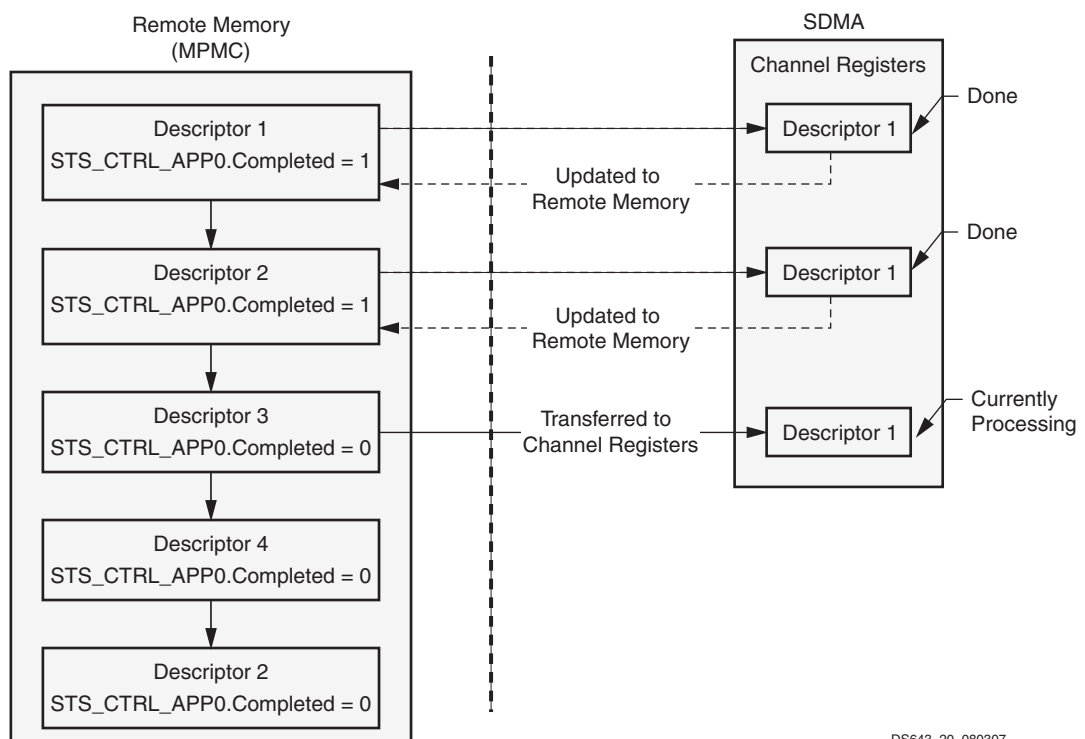 Remote Memory
(MPMC)
Descriptor 1
STS_CTRL_APP0.Completed = 1
Descriptor 2
STS_CTRL_APP0.Completed = 1
Descriptor 3
STS_CTRL_APP0.Completed = 0
Descriptor 4
STS_CTRL_APP0.Completed = 0
Descriptor 2
STS_CTRL_APP0.Completed = 0
Updated to
Remote Memory
Updated to
Remote Memory
Transferred to
Channel Registers
SDMA
Channel Registers
Descriptor 1
Done
Descriptor 1
Done
Descriptor 1
Currently
Processing
DS643_20_080307